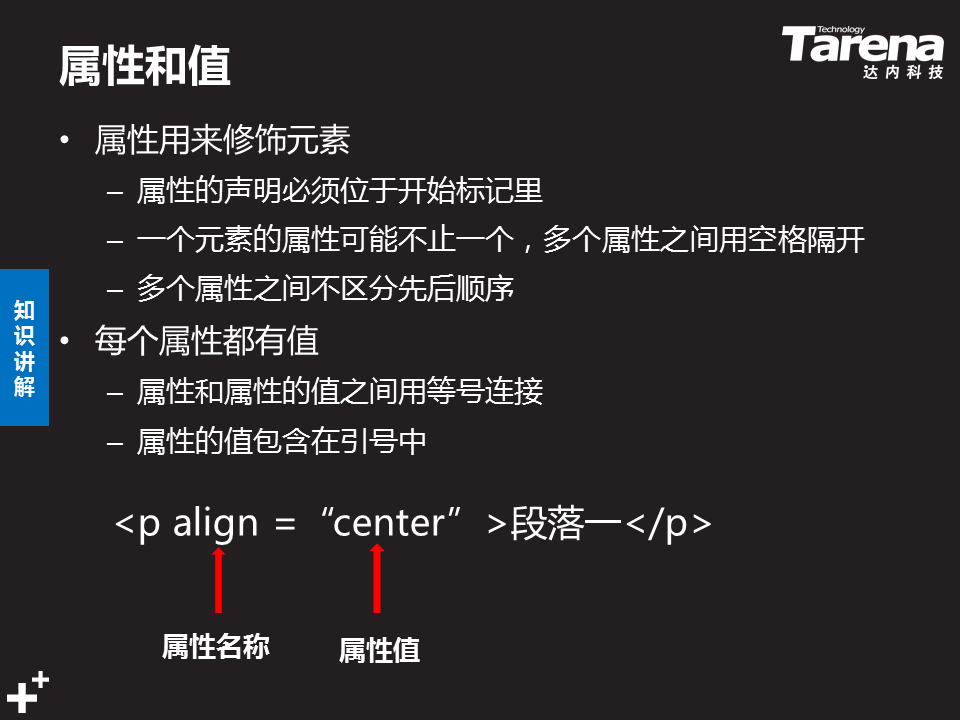 属性和值
Technology
Tarena
达内科技
• 属性用来修饰元素
– 属性的声明必须位于开始标记里
– 一个元素的属性可能不止一个，多个属性之间用空格隔开
– 多个属性之间不区分先后顺序
知识讲解
• 每个属性都有值
– 属性和属性的值之间用等号连接
– 属性的值包含在引号中
<p align =“center”>段落一</p>
属性名称
属性值